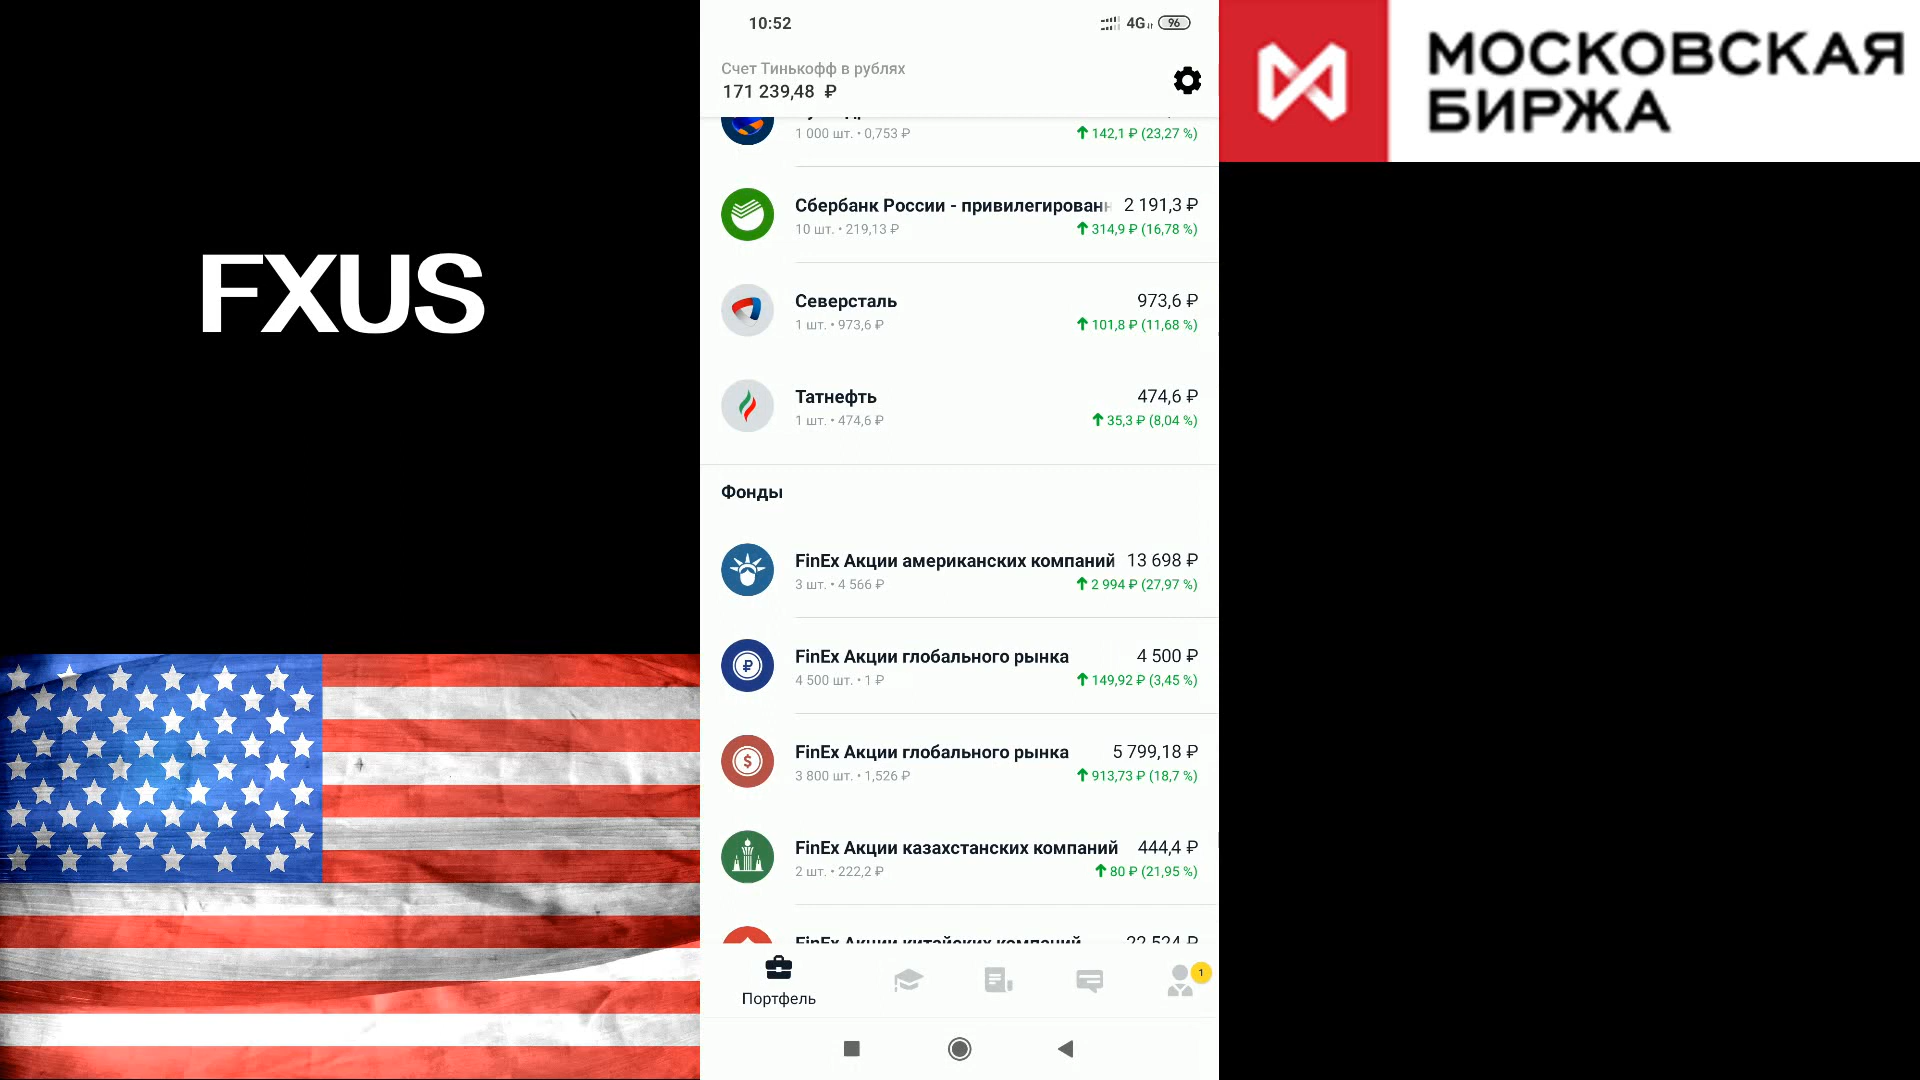 FXUS
10:52
4G
96
Счет Тинькофф в рублях
171 239,48 ₽
МОСКОВСКАЯ
БИРЖА
1 000 шт. • 0,753 ₽
142,1 ₽ (23,27 %)
Сбербанк России - привилегирован
2 191,3 ₽
10 шт. • 219,13 ₽
314,9 ₽ (16,78 %)
Северсталь
973,6 ₽
1 шт. • 973,6 ₽
101,8 ₽ (11,68 %)
Татнефть
474,6 ₽
1 шт. • 474,6 ₽
35,3 ₽ (8,04 %)
Фонды
FinEx Акции американских компаний
13 698 ₽
3 шт. • 4 566 ₽
2 994 ₽ (27,97 %)
FinEx Акции глобального рынка
4 500 ₽
4 500 шт. • 1 ₽
149,92 ₽ (3,45 %)
FinEx Акции глобального рынка
5 799,18 ₽
3 800 шт. • 1,526 ₽
913,73 ₽ (18,7 %)
FinEx Акции казахстанских компаний
444,4 ₽
2 шт. • 222,2 ₽
80 ₽ (21,95 %)
FinEx Акции китайских компаний
22 524 ₽
1
Портфель